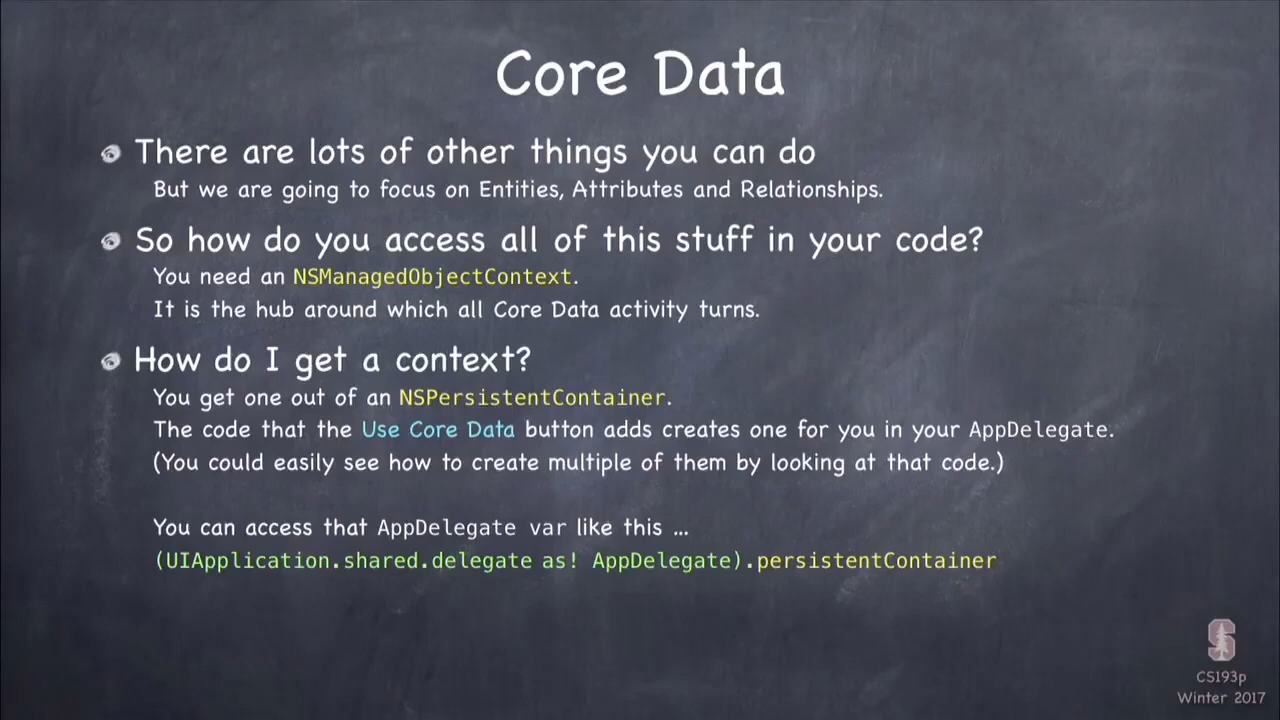 Core Data
There are lots of other things you can do
But we are going to focus on Entities, Attributes and Relationships.
So how do you access all of this stuff in your code?
You need an NSManagedObjectContext.
It is the hub around which all Core Data activity turns.
How do I get a context?
You get one out of an NSPersistentContainer.
The code that the Use Core Data button adds creates one for you in your AppDelegate.
(You could easily see how to create multiple of them by looking at that code.)
You can access that AppDelegate var like this ...
(UIApplication.shared.delegate as! AppDelegate).persistentContainer
S
CS193p
Winter 2017